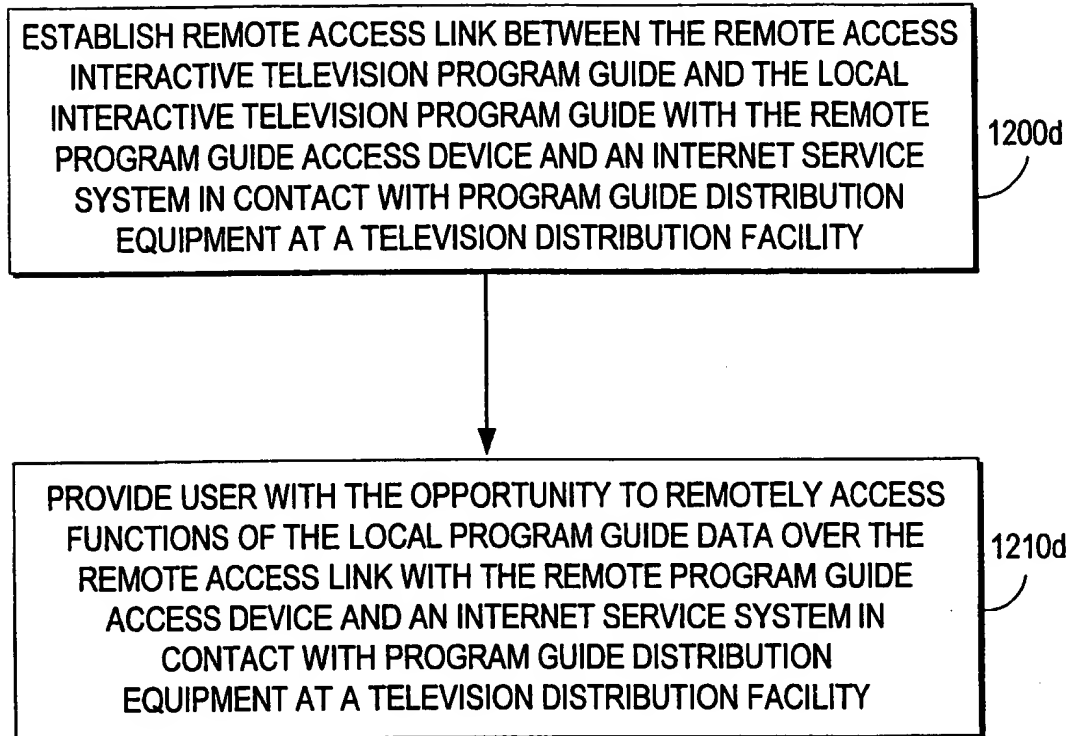 ESTABLISH REMOTE ACCESS LINK BETWEEN THE REMOTE ACCESS
INTERACTIVE TELEVISION PROGRAM GUIDE AND THE LOCAL
INTERACTIVE TELEVISION PROGRAM GUIDE WITH THE REMOTE
PROGRAM GUIDE ACCESS DEVICE AND AN INTERNET SERVICE
SYSTEM IN CONTACT WITH PROGRAM GUIDE DISTRIBUTION
EQUIPMENT AT A TELEVISION DISTRIBUTION FACILITY
1200d
PROVIDE USER WITH THE OPPORTUNITY TO REMOTELY ACCESS
FUNCTIONS OF THE LOCAL PROGRAM GUIDE DATA OVER THE
REMOTE ACCESS LINK WITH THE REMOTE PROGRAM GUIDE
ACCESS DEVICE AND AN INTERNET SERVICE SYSTEM IN
CONTACT WITH PROGRAM GUIDE DISTRIBUTION
EQUIPMENT AT A TELEVISION DISTRIBUTION FACILITY
1210d